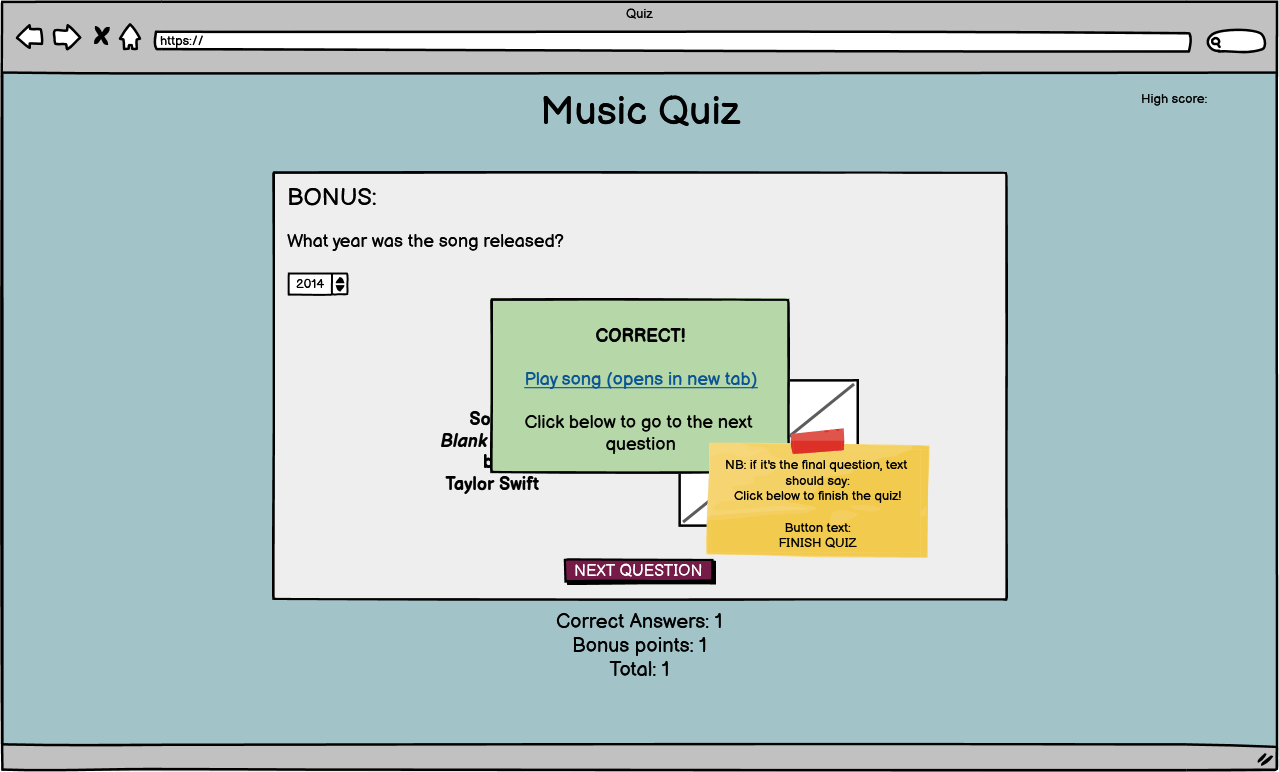 Quiz
https://
Music Quiz
High score:
BONUS:
What year was the song released?
2014
CORRECT!
Play song (opens in new tab)
Click below to go to the next
question
So
Blank
b
Taylor Swift
NB: if it's the final question, text
should say:
Click below to finish the quiz!
Button text:
FINISH QUIZ
NEXT QUESTION
Correct Answers: 1
Bonus points: 1
Total: 1